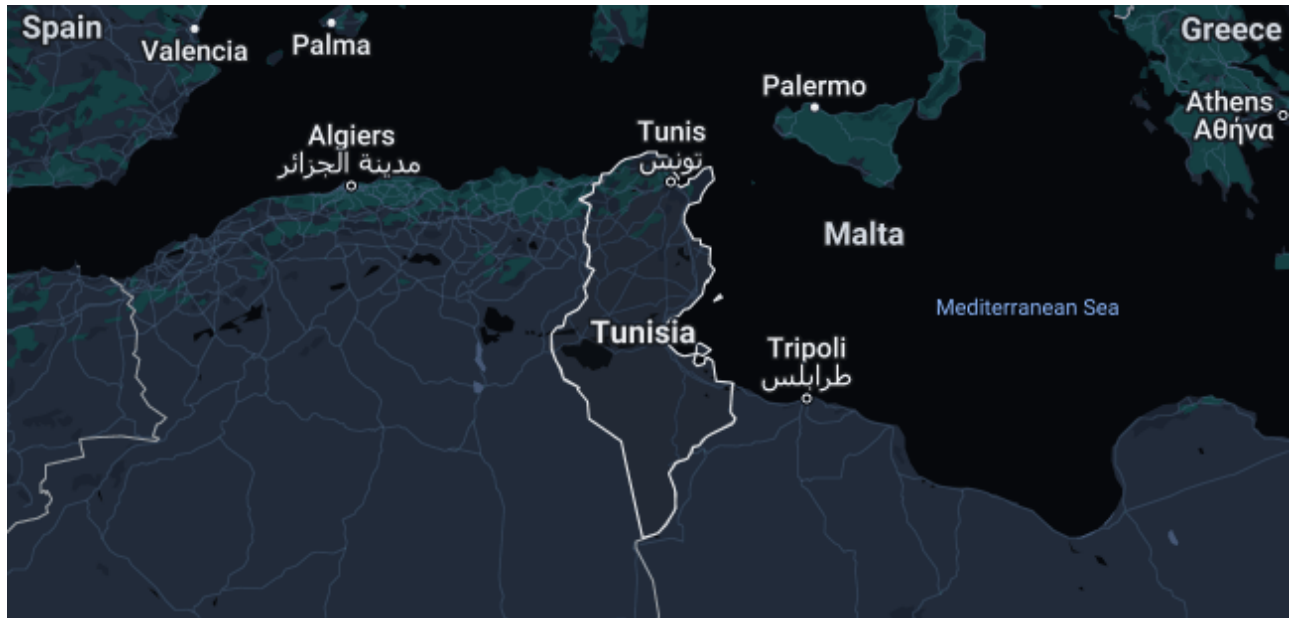 Spain
Valencia
Palma
Greece
Palermo
Athens
Αθήνα
Algiers
مدينة الجزائر
Tunis
تونس
Malta
Mediterranean Sea
Tunisia
Tripoli
طرابلس